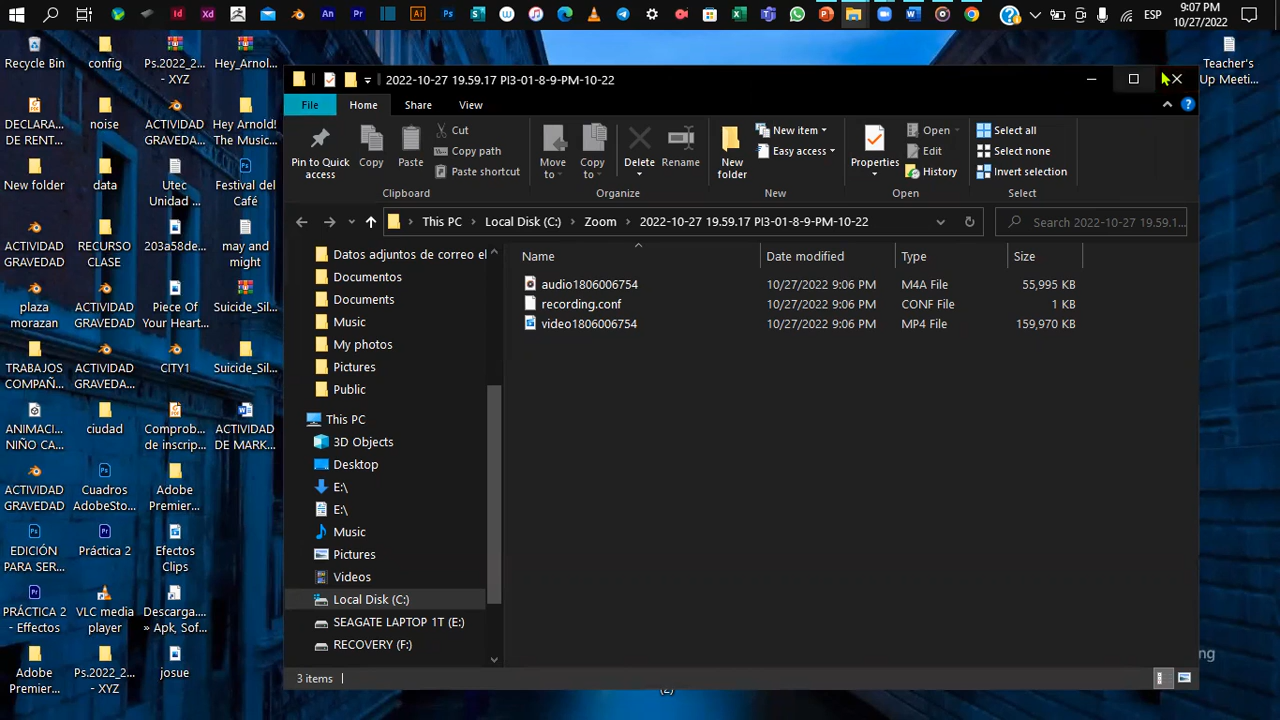 ESP
9:07 PM
10/27/2022
Recycle Bin
config
Ps.2022_2...
- XYZ
Hey_Arnol...
DECLARA...
DE RENT...
noise
ACTIVIDAD
GRAVEDA...
Hey Arnold!
The Music...
New folder
data
Utec
Unidad ...
Festival del
Café
ACTIVIDAD
GRAVEDAD
RECURSO
CLASE
203a58de...
may and
might
plaza
morazan
ACTIVIDAD
GRAVEDAD
Piece Of
Your Heart...
Suicide_Sil...
TRABAJOS
COMPAÑ...
ACTIVIDAD
GRAVEDA...
CITY1
Suicide_Sil...
ANIMACI...
NIÑO CA...
ciudad
Comprob...
de inscrip...
ACTIVIDAD
DE MARK...
ACTIVIDAD
GRAVEDAD
Cuadros
AdobeSto...
Adobe
Premier...
EDICIÓN
PARA SER...
Práctica 2
Efectos
Clips
PRÁCTICA 2
- Effectos
VLC media
player
Descarga....
» Apk, Sof...
Adobe
Premier...
Ps.2022_2...
- XYZ
josue
Teacher's
Up Meeti...
2022-10-27 19.59.17 PI3-01-8-9-PM-10-22
File Home Share View
Pin to Quick
access
Copy
Paste
Cut
Copy path
Paste shortcut
Clipboard
Move
to
Copy
to
Delete
Rename
Organize
New
folder
New item
Easy access
New
Properties
Open
Edit
History
Open
Select all
Select none
Invert selection
Select
This PC > Local Disk (C:) > Zoom > 2022-10-27 19.59.17 PI3-01-8-9-PM-10-22
Search 2022-10-27 19.59.1...
Datos adjuntos de correo el
Documentos
Documents
Music
My photos
Pictures
Public
This PC
3D Objects
Desktop
E:\
E:\
Music
Pictures
Videos
Local Disk (C:)
SEAGATE LAPTOP 1T (E:)
RECOVERY (F:)
Name Date modified Type Size
audio1806006754 10/27/2022 9:06 PM M4A File 55,995 KB
recording.conf 10/27/2022 9:06 PM CONF File 1 KB
video1806006754 10/27/2022 9:06 PM MP4 File 159,970 KB
3 items
(2)